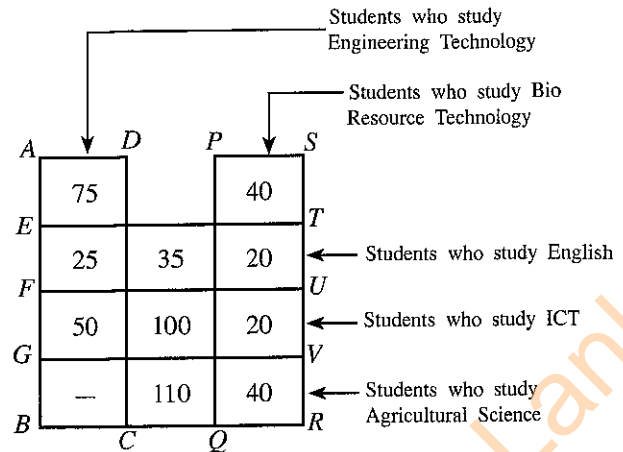 Students who study
Engineering Technology
Students who study Bio
Resource Technology
A D P S
75 40
E T
25 35 20 Students who study English
F U
50 100 20 Students who study ICT
G V
— 110 40 Students who study
Agricultural Science
B C Q R
Lanl